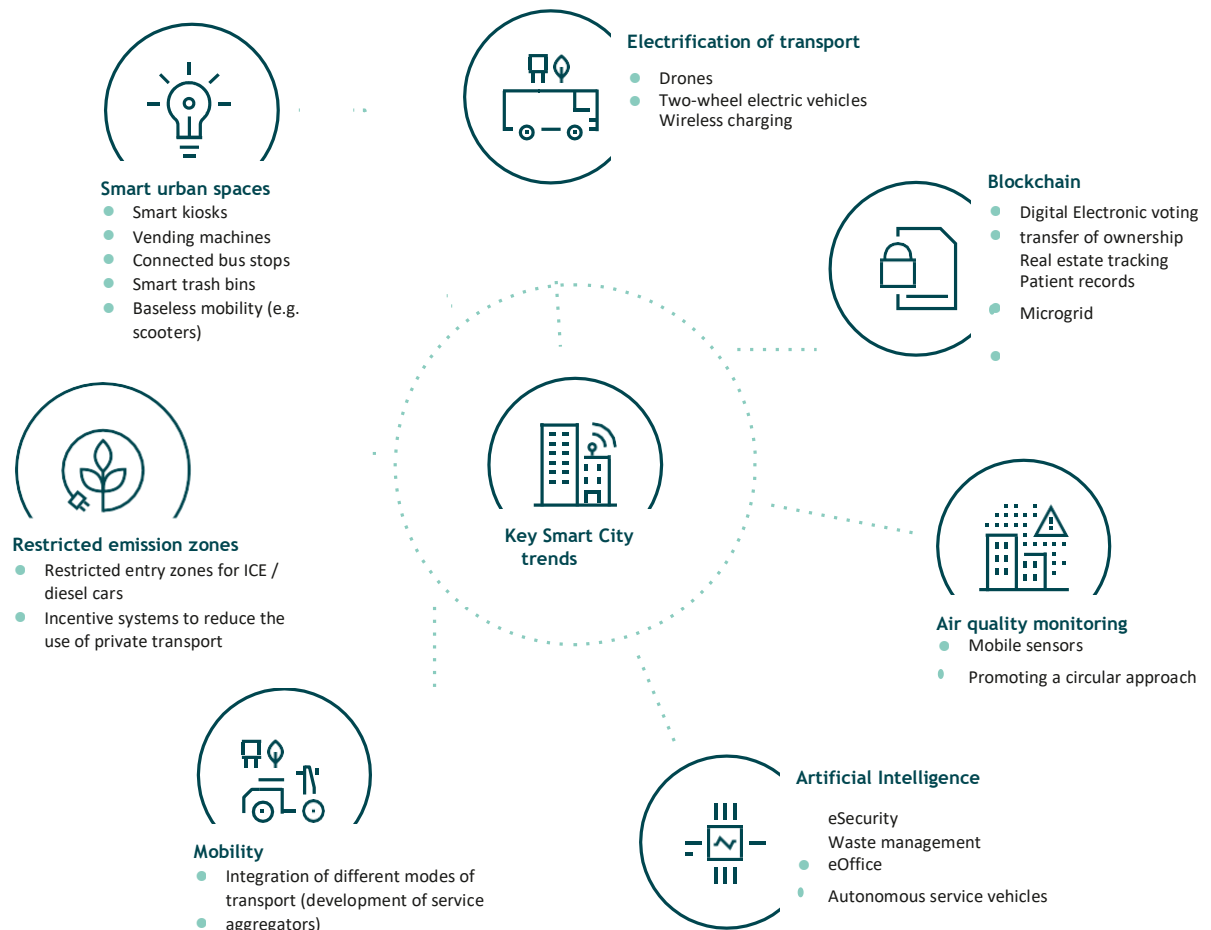 Electrification of transport
Drones
Two-wheel electric vehicles
Wireless charging
Smart urban spaces
Smart kiosks
Vending machines
Connected bus stops
Smart trash bins
Baseless mobility (e.g.
scooters)
Blockchain
Digital Electronic voting
transfer of ownership
Real estate tracking
Patient records
Microgrid
Key Smart City
trends
Restricted emission zones
Restricted entry zones for ICE /
diesel cars
Incentive systems to reduce the
use of private transport
Air quality monitoring
Mobile sensors
Promoting a circular approach
Mobility
Integration of different modes of
transport (development of service
aggregators)
Artificial Intelligence
eSecurity
Waste management
eOffice
Autonomous service vehicles